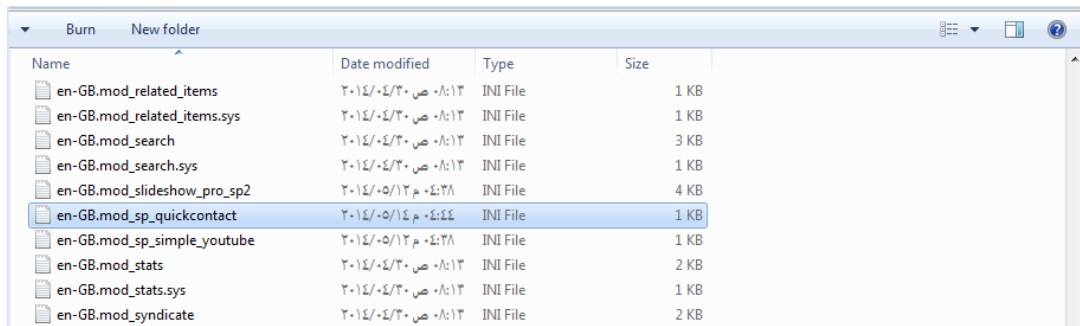 Burn New folder
Name Date modified Type Size
en-GB.mod_related_items ٢٠١٤/٠٤/٣٠ ص ٠٨:١٣ INI File 1 KB
en-GB.mod_related_items.sys ٢٠١٤/٠٤/٣٠ ص ٠٨:١٣ INI File 1 KB
en-GB.mod_search ٢٠١٤/٠٤/٣٠ ص ٠٨:١٣ INI File 3 KB
en-GB.mod_search.sys ٢٠١٤/٠٤/٣٠ ص ٠٨:١٣ INI File 1 KB
en-GB.mod_slideshow_pro_sp2 ٢٠١٤/٠٥/١٢ م ٠٤:٣٨ INI File 4 KB
en-GB.mod_sp_quickcontact ٢٠١٤/٠٥/١٤ م ٠٤:٤٤ INI File 1 KB
en-GB.mod_sp_simple_youtube ٢٠١٤/٠٥/١٢ م ٠٤:٣٨ INI File 1 KB
en-GB.mod_stats ٢٠١٤/٠٤/٣٠ ص ٠٨:١٣ INI File 2 KB
en-GB.mod_stats.sys ٢٠١٤/٠٤/٣٠ ص ٠٨:١٣ INI File 1 KB
en-GB.mod_syndicate ٢٠١٤/٠٤/٣٠ ص ٠٨:١٣ INI File 2 KB